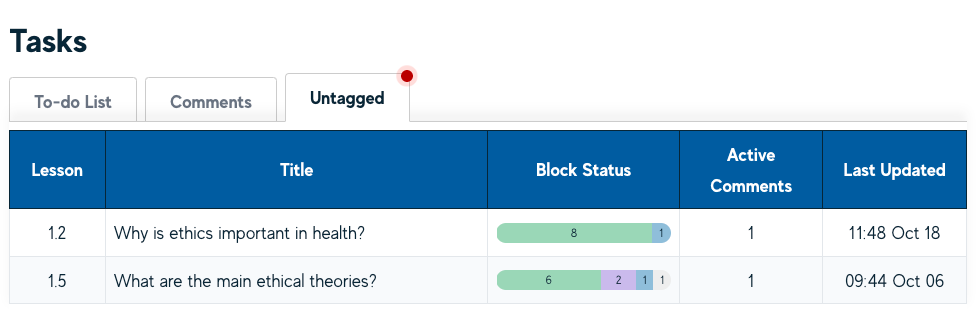 Tasks
To-do List Comments Untagged
Lesson Title Block Status Active Comments Last Updated
1.2 Why is ethics important in health? 8 1 1 11:48 Oct 18
1.5 What are the main ethical theories? 6 2 1 1 1 09:44 Oct 06